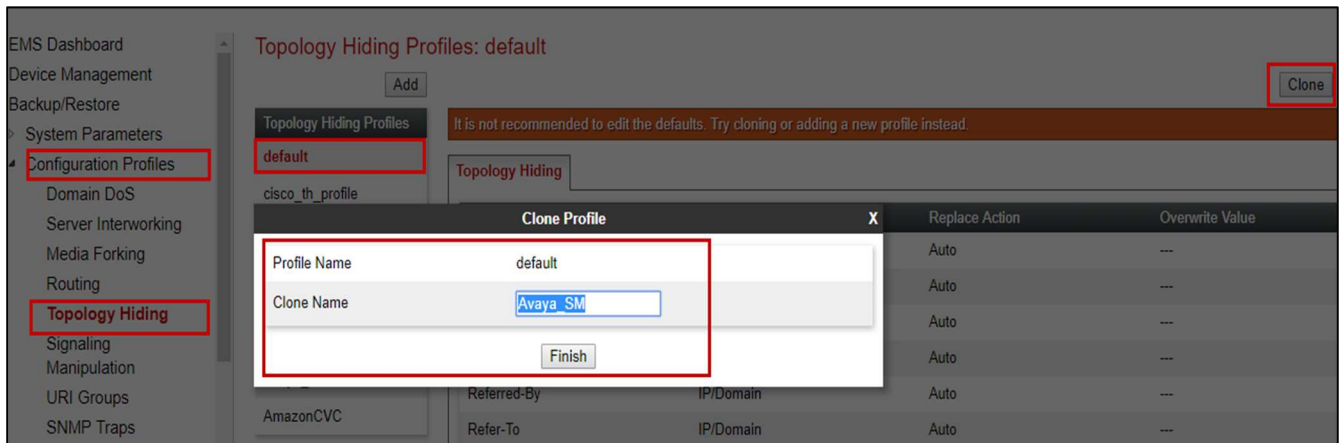 EMS Dashboard
Device Management
Backup/Restore
System Parameters
Configuration Profiles
Domain DoS
Server Interworking
Media Forking
Routing
Topology Hiding
Signaling
Manipulation
URI Groups
SNMP Traps
Topology Hiding Profiles: default
Add
Clone
Topology Hiding Profiles
default
cisco_th_profile
AmazonCVC
It is not recommended to edit the defaults. Try cloning or adding a new profile instead.
Topology Hiding
Replace Action Overwrite Value
Auto ---
Auto ---
Auto ---
Auto ---
Referred-By IP/Domain Auto ---
Refer-To IP/Domain Auto ---
Clone Profile X
Profile Name default
Clone Name Avaya_SM
Finish